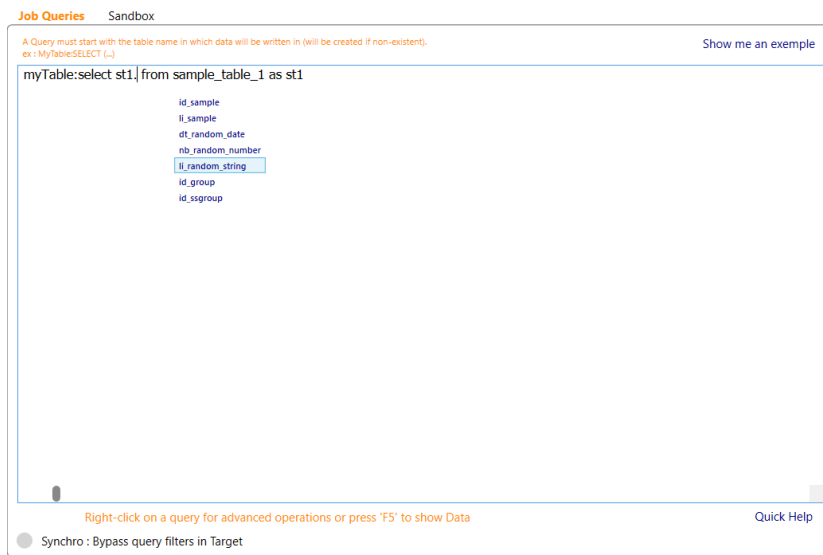 Job Queries Sandbox
A Query must start with the table name in which data will be written in (will be created if non-existent).
ex : MyTable:SELECT (...)
Show me an exemple
myTable:select st1. from sample_table_1 as st1
id_sample
li_sample
dt_random_date
nb_random_number
li_random_string
id_group
id_ssgroup
Right-click on a query for advanced operations or press 'F5' to show Data
Quick Help
Synchro : Bypass query filters in Target